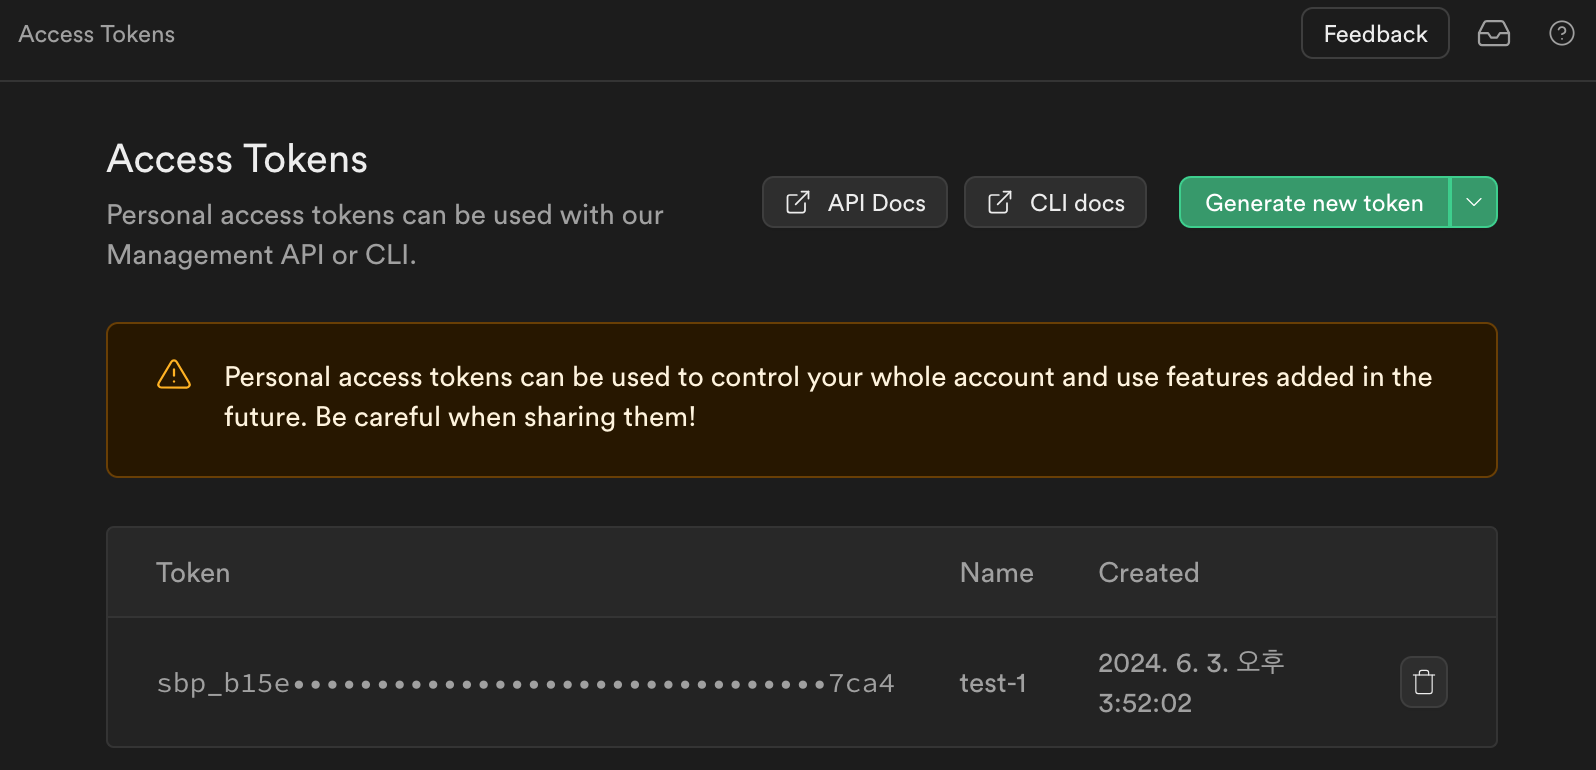 Access Tokens
Feedback
Access Tokens
Personal access tokens can be used with our
Management API or CLI.
API Docs
CLI docs
Generate new token
Personal access tokens can be used to control your whole account and use features added in the
future. Be careful when sharing them!
Token Name Created
sbp_b15e••••••••••••••••••••••••••••••••7ca4 test-1 2024. 6. 3. 오후
3:52:02